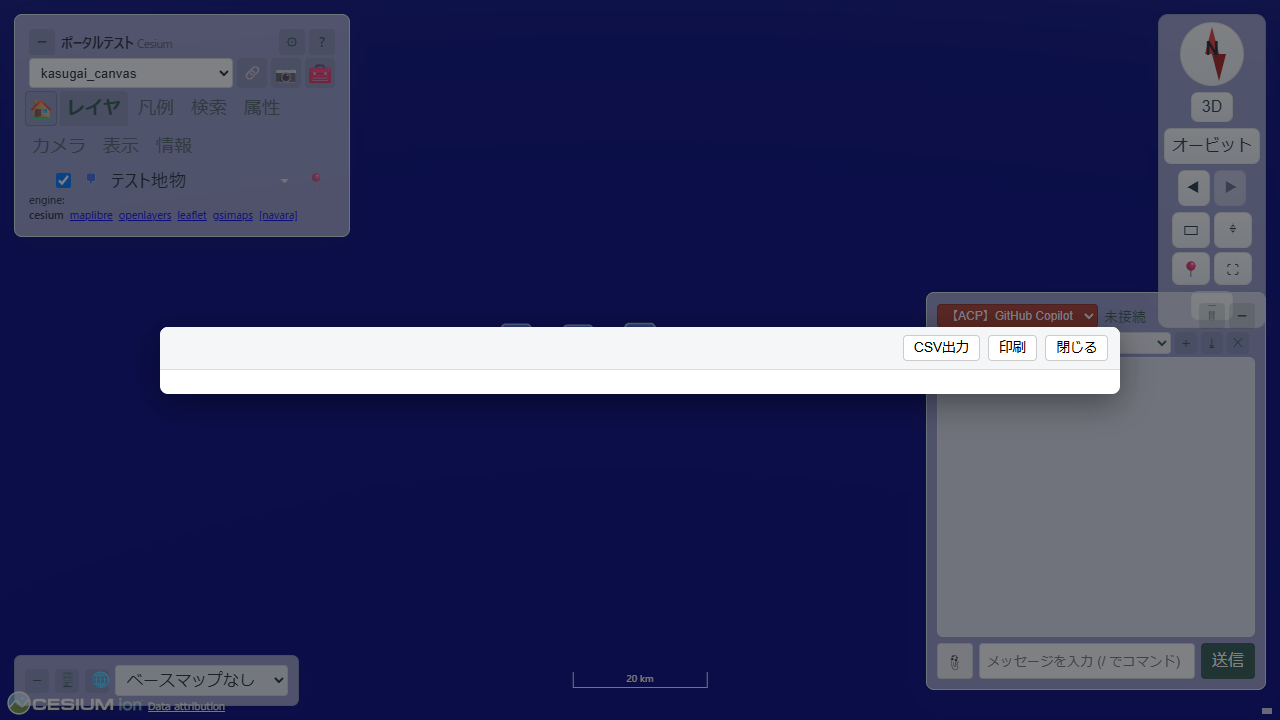 − ポータルテスト Cesium ?
kasugai_canvas
レイヤ 凡例 検索 属性
カメラ 表示 情報
テスト地物
engine:
cesium maplibre openlayers leaflet gsimaps [navara]
N
3D
オービット
【ACP】GitHub Copilot 未接続
CSV出力 印刷 閉じる
メッセージを入力 (/ でコマンド) 送信
20 km
ベースマップなし
CESIUM ion Data attribution